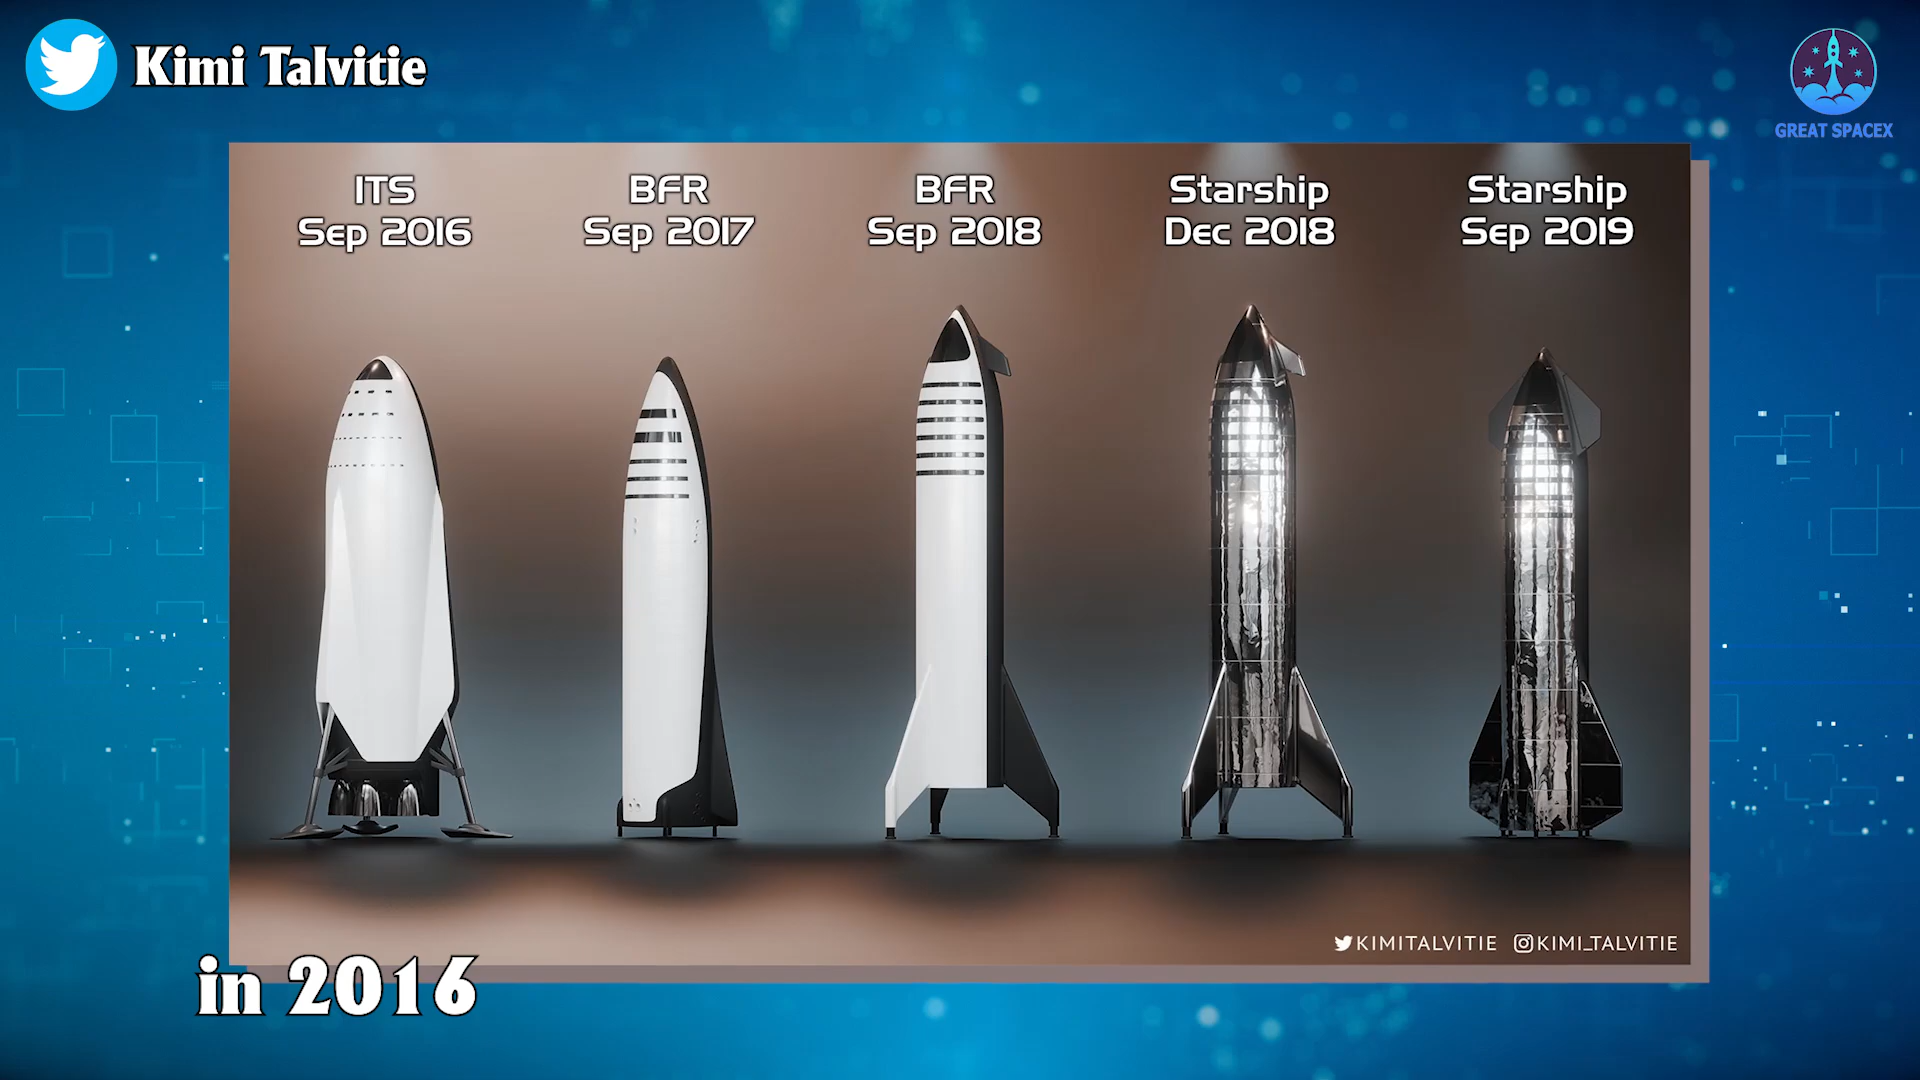 Kimi Talvitie
GREAT SPACEX
ITS
Sep 2016
BFR
Sep 2017
BFR
Sep 2018
Starship
Dec 2018
Starship
Sep 2019
KIMITALVITIE
KIMI_TALVITIE
in 2016